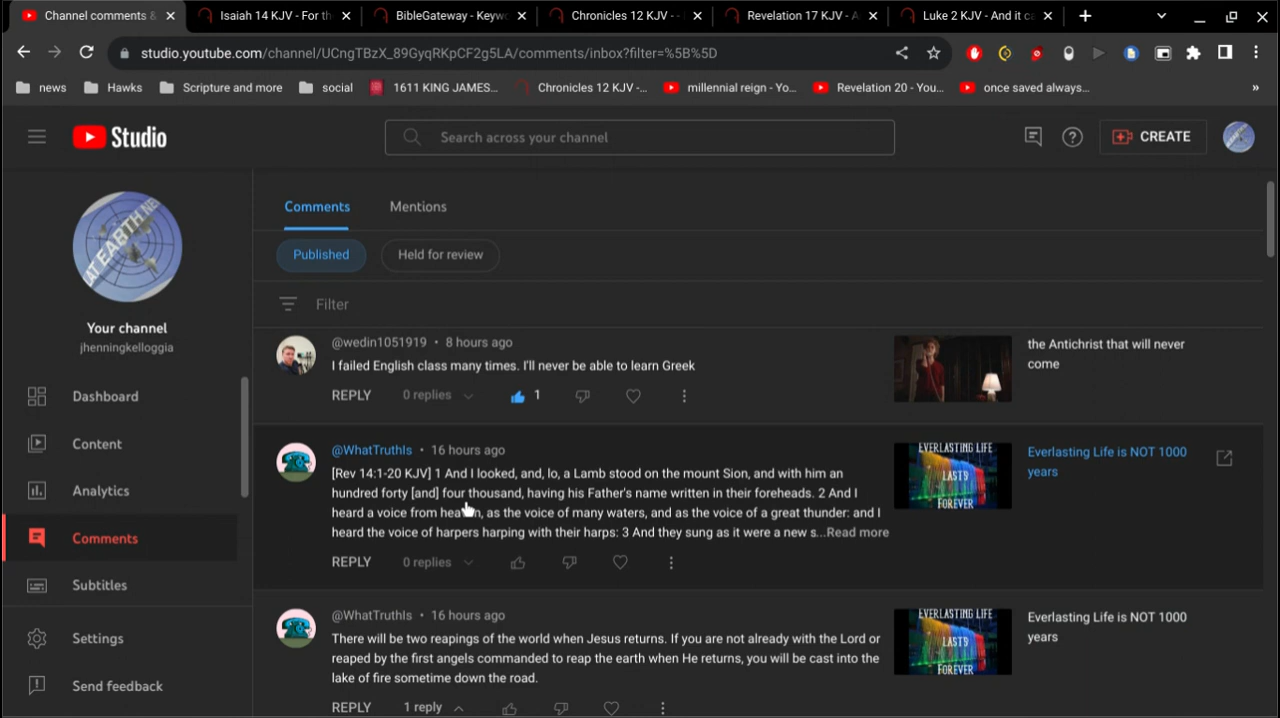 Channel comments &
Isaiah 14 KJV - For th
BibleGateway - Keyw
Chronicles 12 KJV - -
Revelation 17 KJV - A
Luke 2 KJV - And it ca
studio.youtube.com/channel/UCngTBzX_89GyqRKpCF2g5LA/comments/inbox?filter=%5B%5D
news
Hawks
Scripture and more
social
1611 KING JAMES...
Chronicles 12 KJV -...
millennial reign - Yo...
Revelation 20 - You...
once saved always...
»
Studio
Search across your channel
CREATE
Your channel
jhenningkelloggia
Dashboard
Content
Analytics
Comments
Subtitles
Settings
Send feedback
Comments
Mentions
Published
Held for review
Filter
@wedin1051919 • 8 hours ago
I failed English class many times. I'll never be able to learn Greek
REPLY 0 replies 1
the Antichrist that will never
come
@WhatTruthIs • 16 hours ago
[Rev 14:1-20 KJV] 1 And I looked, and, lo, a Lamb stood on the mount Sion, and with him an
hundred forty [and] four thousand, having his Father's name written in their foreheads. 2 And I
heard a voice from heaven, as the voice of many waters, and as the voice of a great thunder: and I
heard the voice of harpers harping with their harps: 3 And they sung as it were a new s...Read more
REPLY 0 replies
EVERLASTING LIFE
LASTS
FOREVER
Everlasting Life is NOT 1000
years
@WhatTruthIs • 16 hours ago
There will be two reapings of the world when Jesus returns. If you are not already with the Lord or
reaped by the first angels commanded to reap the earth when He returns, you will be cast into the
lake of fire sometime down the road.
REPLY 1 reply
EVERLASTING LIFE
LASTS
FOREVER
Everlasting Life is NOT 1000
years